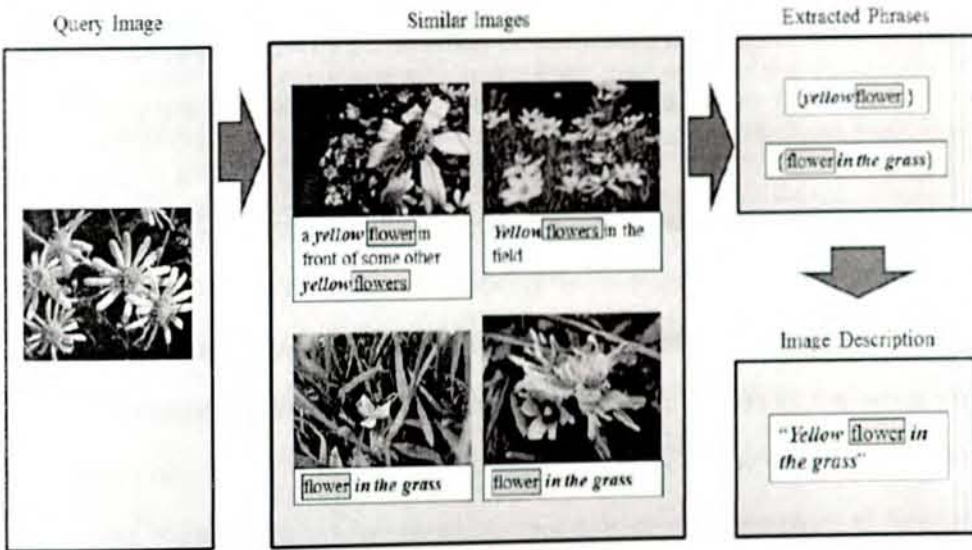 Query Image
Similar Images
Extracted Phrases
a yellow flower in
front of some other
yellow flowers
Yellow flowers in the
field
flower in the grass
flower in the grass
(yellow flower )
(flower in the grass)
Image Description
"Yellow flower in
the grass"